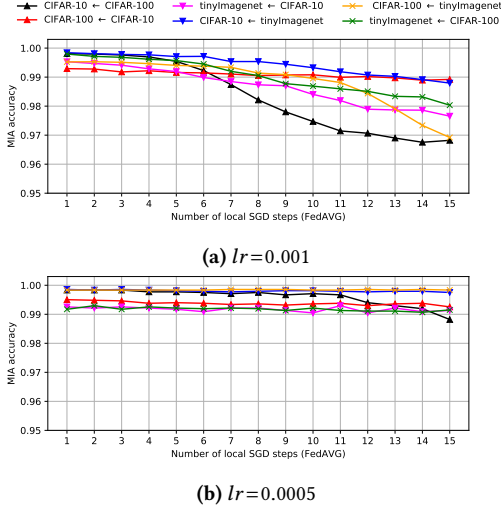 CIFAR-10 ← CIFAR-100 tinyImagenet ← CIFAR-10 CIFAR-100 ← tinyImagenet
CIFAR-100 ← CIFAR-10 CIFAR-10 ← tinyImagenet tinyImagenet ← CIFAR-100
1.00
0.99
0.98
0.97
0.96
0.95
MIA accuracy
1 2 3 4 5 6 7 8 9 10 11 12 13 14 15
Number of local SGD steps (FedAVG)
(a) lr=0.001
1.00
0.99
0.98
0.97
0.96
0.95
MIA accuracy
1 2 3 4 5 6 7 8 9 10 11 12 13 14 15
Number of local SGD steps (FedAVG)
(b) lr=0.0005